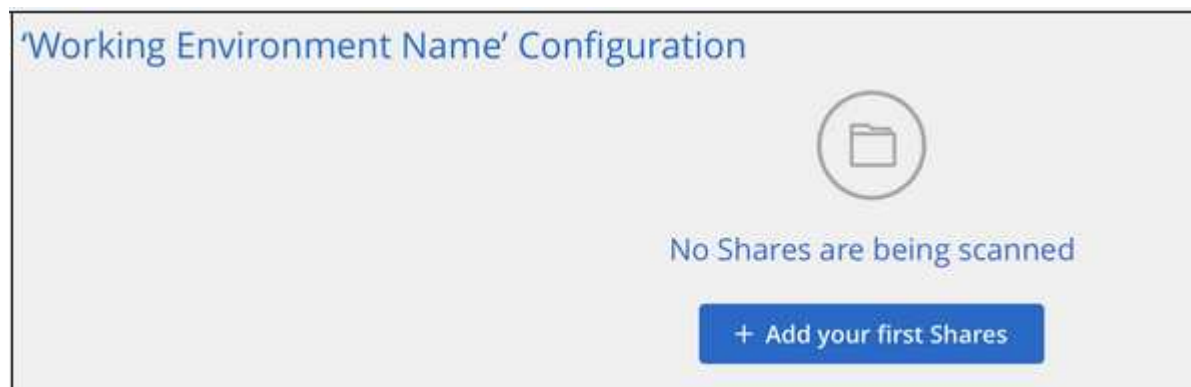 ‘Working Environment Name’ Configuration
No Shares are being scanned
+ Add your first Shares